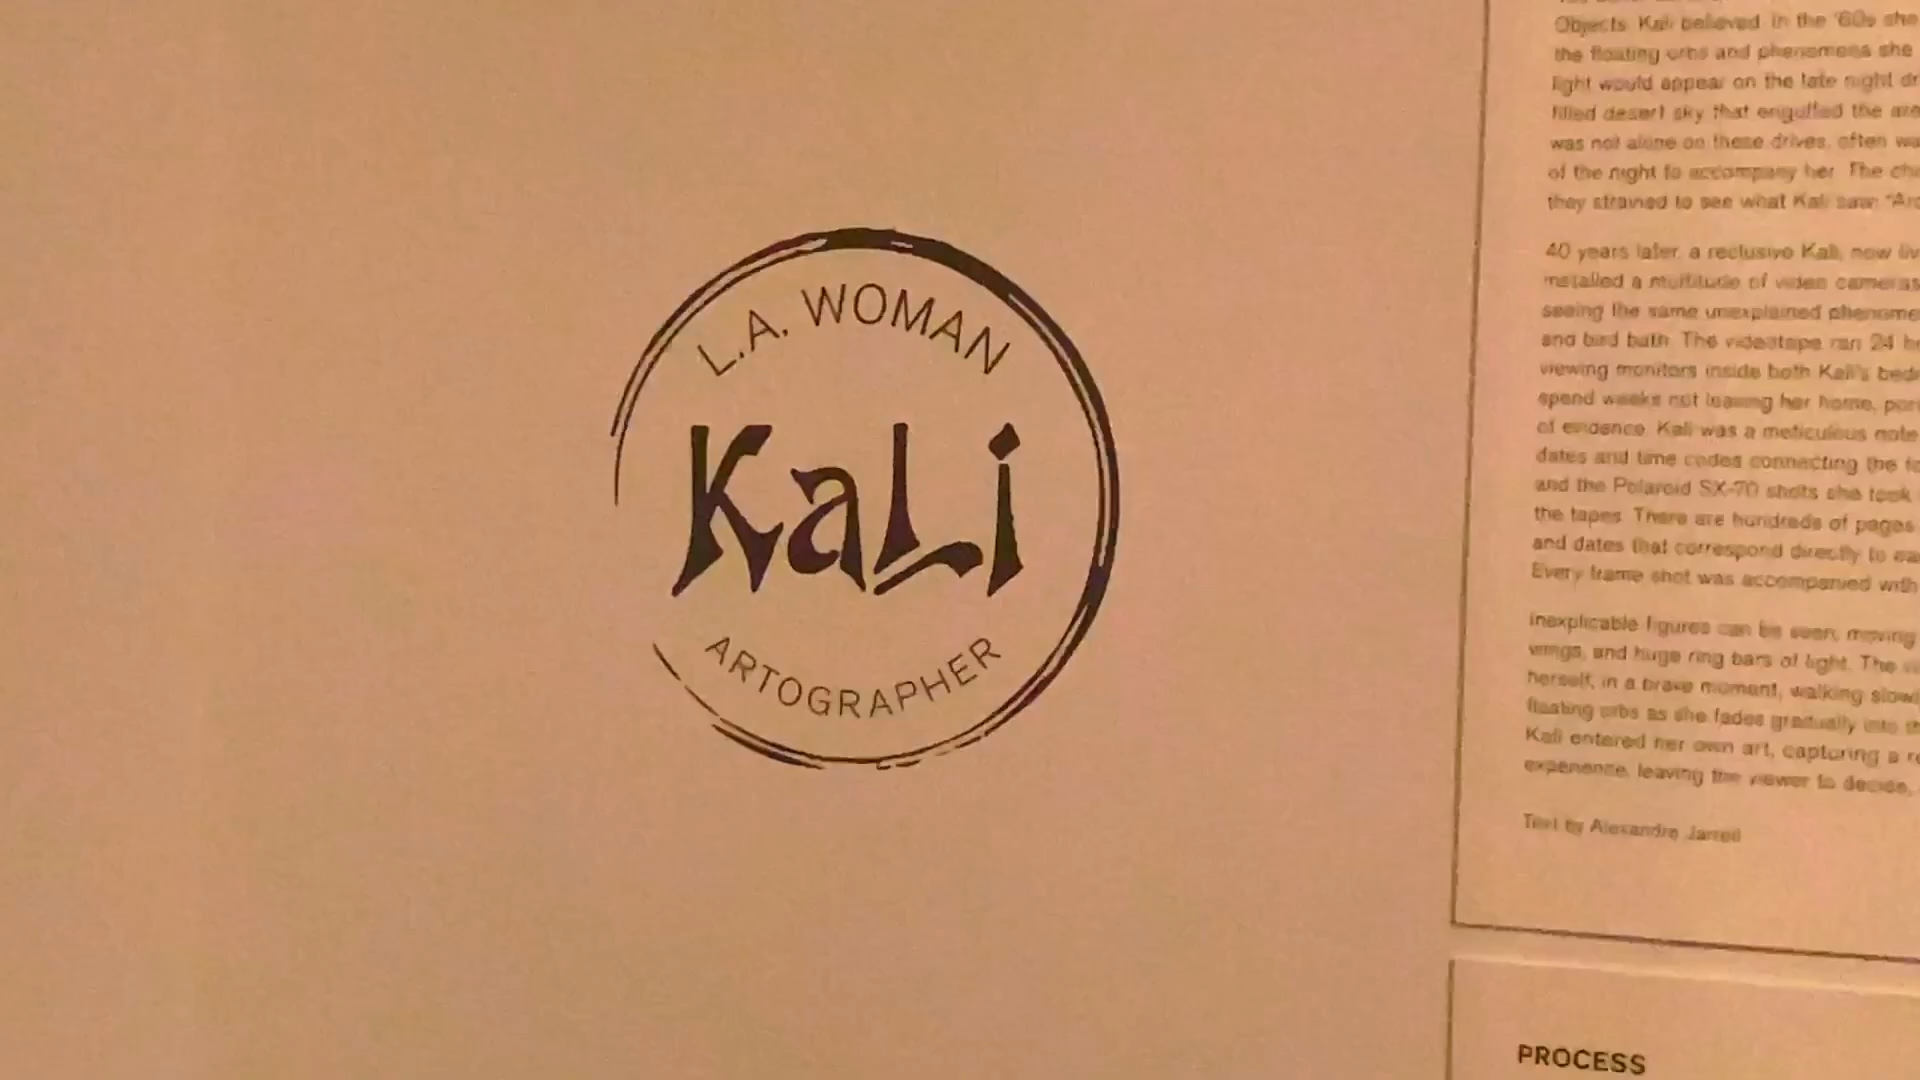 L.A. WOMAN
KaLi
ARTOGRAPHER
Objects. Kali believed, in the '60s she
the floating orbs and phenomena she
light would appear on the late night
filled desert sky that engulfed the
was not alone on these drives, often
of the night to accompany her. The
they strained to see what Kali saw.
40 years later, a reclusive Kali, now
installed a multitude of video cameras
seeing the same unexplained
and bird bath. The videotape ran 24
viewing monitors inside both Kali's
spend weeks not leaving her home,
of evidence. Kali was a meticulous note
dates and time codes connecting the
and the Polaroid SX-70 shots she took
the tapes. There are hundreds of pages
and dates that correspond directly to
Every frame shot was accompanied with
Inexplicable figures can be seen, moving
wings, and huge ring bars of light. The
herself, in a brave moment, walking
floating orbs as she fades gradually into
Kali entered her own art, capturing a
experience, leaving the viewer to decide,
Text by Alexandra Jarrell
PROCESS